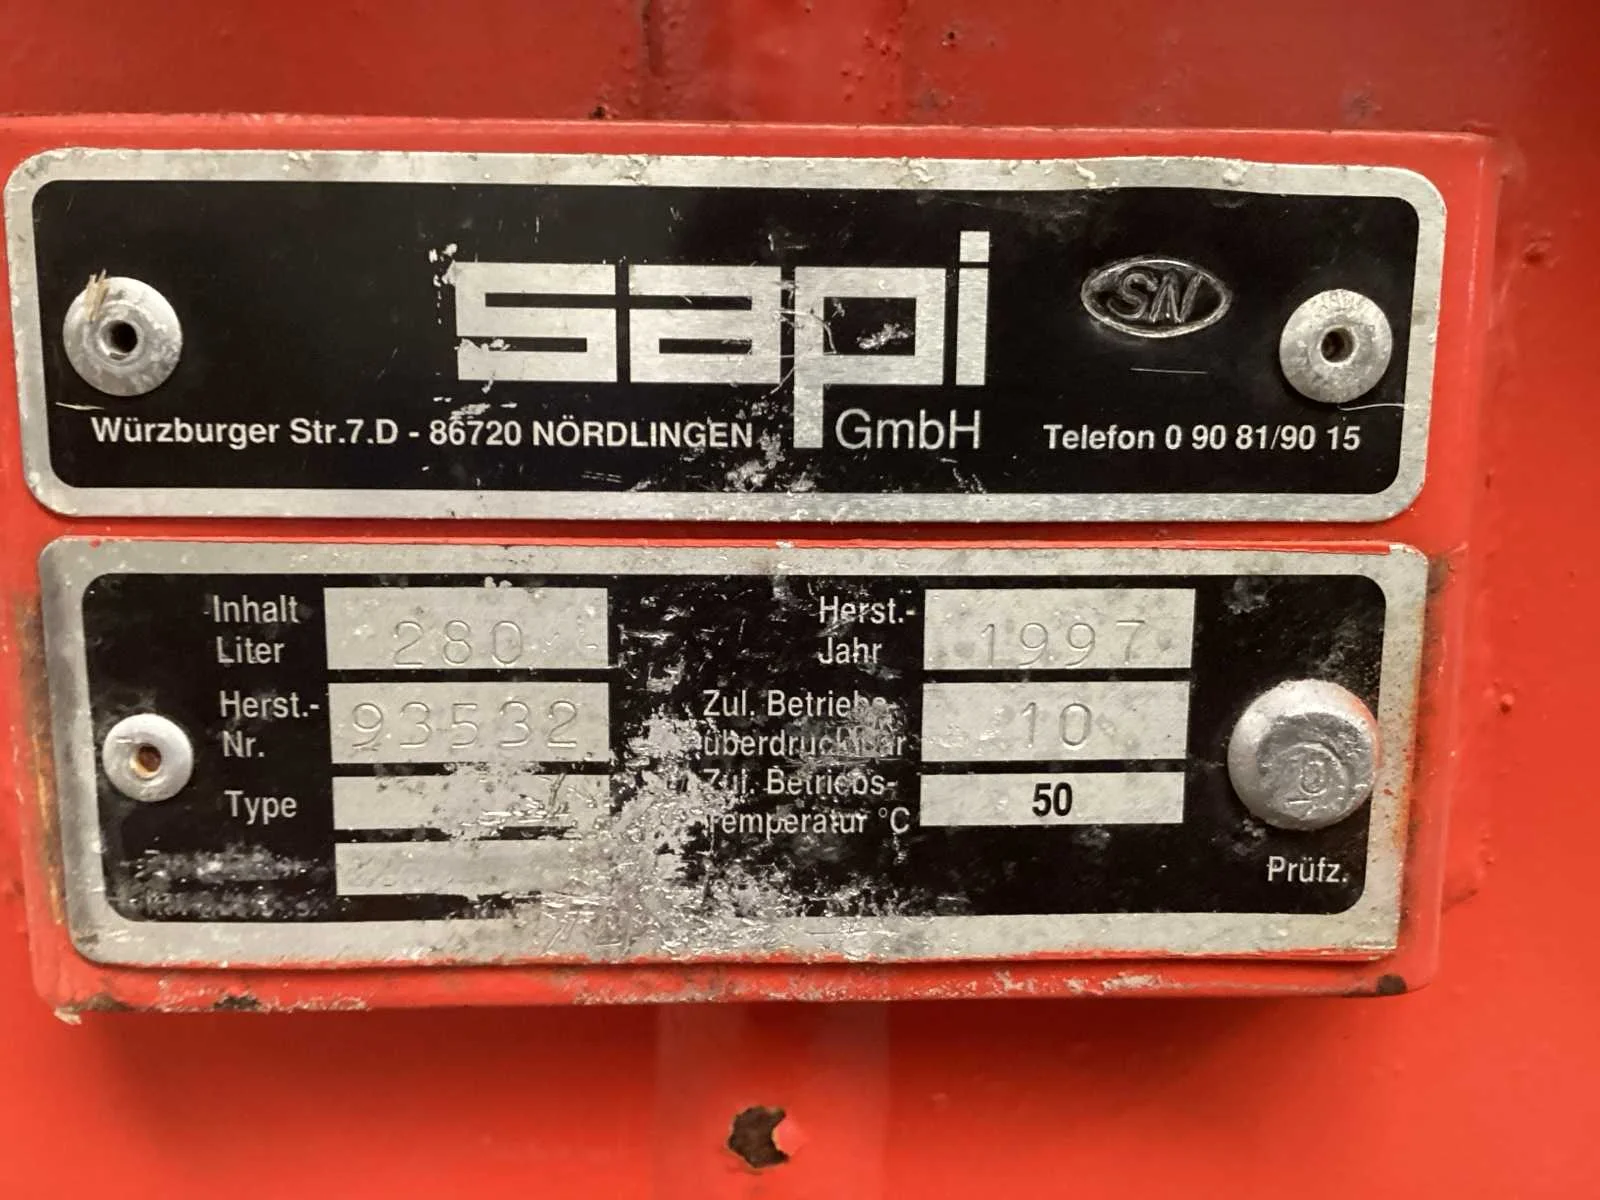 sapi
SN
Würzburger Str.7.D - 86720 NÖRDLINGEN
GmbH
Telefon 0 90 81/90 15
Inhalt Liter 280
Herst.- Jahr 1997
Herst.- Nr. 93532
Zul. Betriebs- überdruck bar 10
Type
Zul. Betriebs- Temperatur °C 50
Prüfz.